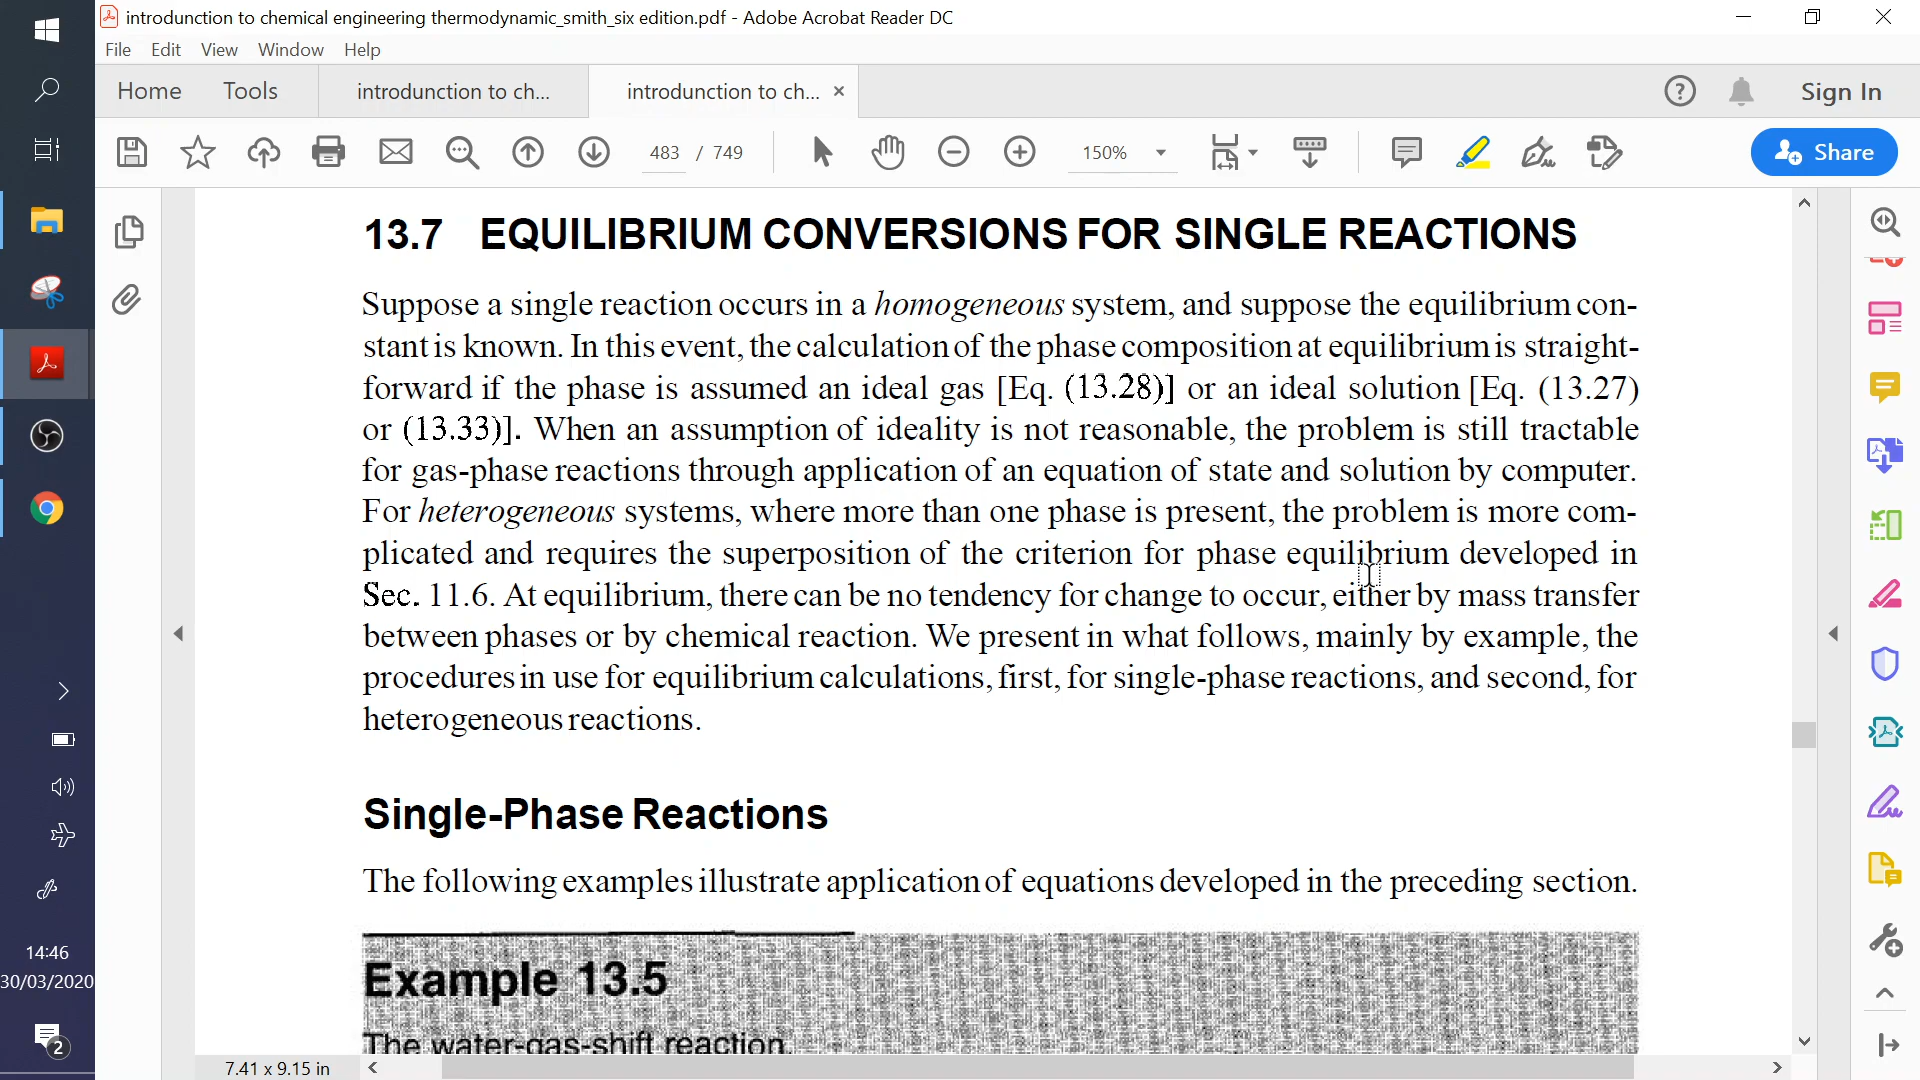 introdunction to chemical engineering thermodynamic_smith_six edition.pdf - Adobe Acrobat Reader DC
File Edit View Window Help
Home Tools introdunction to ch... introdunction to ch... × Sign In
483 / 749 150% Share
13.7 EQUILIBRIUM CONVERSIONS FOR SINGLE REACTIONS
Suppose a single reaction occurs in a homogeneous system, and suppose the equilibrium con-
stant is known. In this event, the calculation of the phase composition at equilibrium is straight-
forward if the phase is assumed an ideal gas [Eq. (13.28)] or an ideal solution [Eq. (13.27)
or (13.33)]. When an assumption of ideality is not reasonable, the problem is still tractable
for gas-phase reactions through application of an equation of state and solution by computer.
For heterogeneous systems, where more than one phase is present, the problem is more com-
plicated and requires the superposition of the criterion for phase equilibrium developed in
Sec. 11.6. At equilibrium, there can be no tendency for change to occur, either by mass transfer
between phases or by chemical reaction. We present in what follows, mainly by example, the
procedures in use for equilibrium calculations, first, for single-phase reactions, and second, for
heterogeneous reactions.
Single-Phase Reactions
The following examples illustrate application of equations developed in the preceding section.
Example 13.5
The water-gas-shift reaction,
7.41 x 9.15 in
14:46
30/03/2020
2